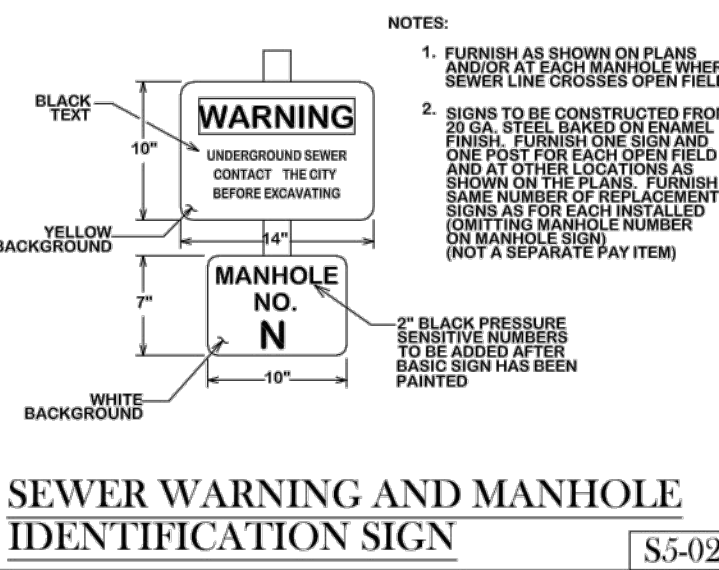 NOTES:
1. FURNISH AS SHOWN ON PLANS
AND/OR AT EACH MANHOLE WHER
SEWER LINE CROSSES OPEN FIEL
2. SIGNS TO BE CONSTRUCTED FROM
20 GA. STEEL BAKED ON ENAMEL
FINISH. FURNISH ONE SIGN AND
ONE POST FOR EACH OPEN FIELD
AND AT OTHER LOCATIONS AS
SHOWN ON THE PLANS. FURNISH
SAME NUMBER OF REPLACEMENT
SIGNS AS FOR EACH INSTALLED
(OMITTING MANHOLE NUMBER
ON MANHOLE SIGN)
(NOT A SEPARATE PAY ITEM)
BLACK
TEXT
10"
WARNING
UNDERGROUND SEWER
CONTACT THE CITY
BEFORE EXCAVATING
YELLOW
BACKGROUND
14"
7"
MANHOLE
NO.
N
2" BLACK PRESSURE
SENSITIVE NUMBERS
TO BE ADDED AFTER
BASIC SIGN HAS BEEN
PAINTED
10"
WHITE
BACKGROUND
SEWER WARNING AND MANHOLE
IDENTIFICATION SIGN
S5-02